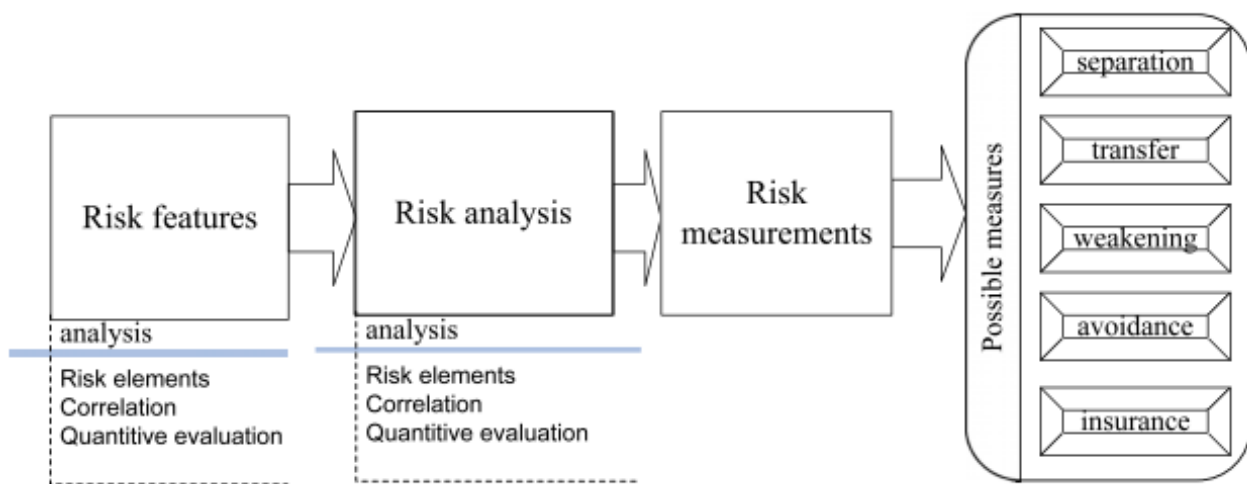 Risk features
analysis
Risk elements
Correlation
Quantitive evaluation
Risk analysis
analysis
Risk elements
Correlation
Quantitive evaluation
Risk
measurements
Possible measures
separation
transfer
weakening
avoidance
insurance